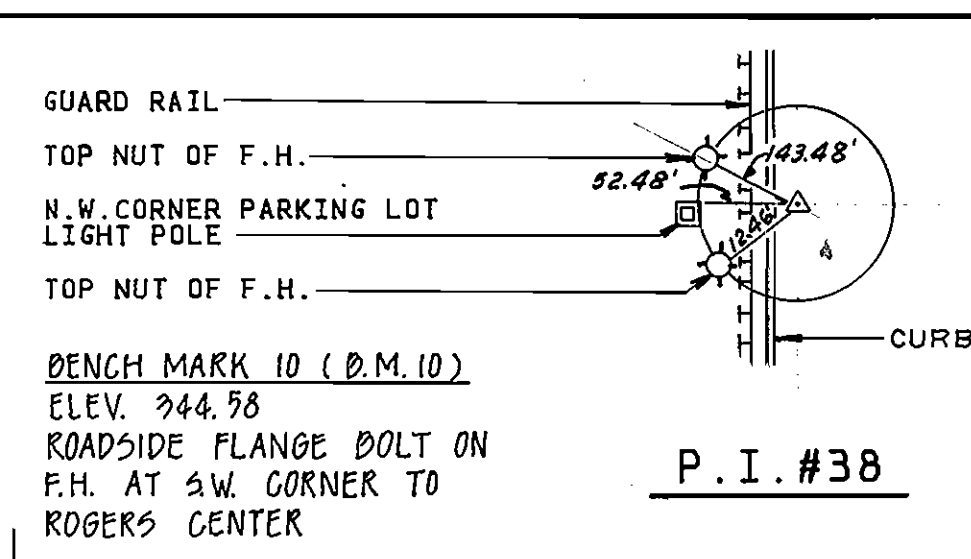 GUARD RAIL
TOP NUT OF F.H.
143.48'
52.48'
N.W.CORNER PARKING LOT
LIGHT POLE
12.46'
TOP NUT OF F.H.
CURB
BENCH MARK 10 (B.M.10)
ELEV. 344.58
ROADSIDE FLANGE BOLT ON
F.H. AT S.W. CORNER TO
ROGERS CENTER
P.I.#38